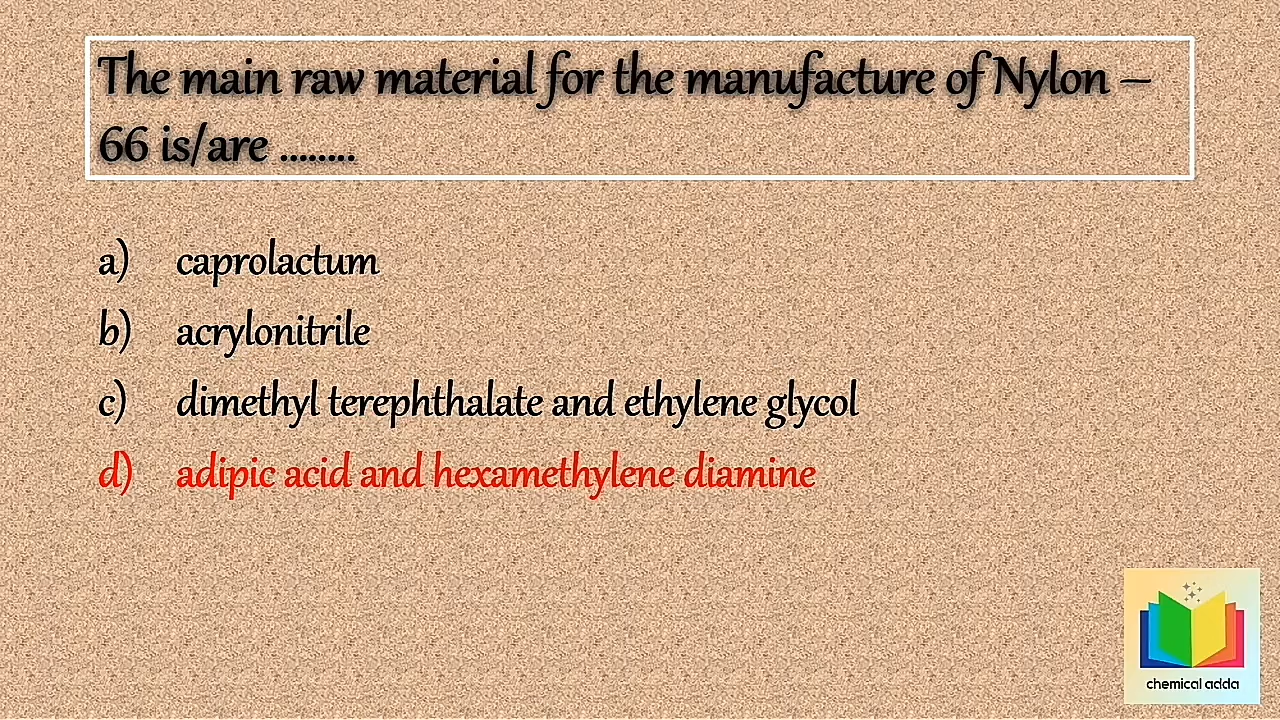 The main raw material for the manufacture of Nylon –
66 is/are ........
a) caprolactum
b) acrylonitrile
c) dimethyl terephthalate and ethylene glycol
d) adipic acid and hexamethylene diamine
chemical adda